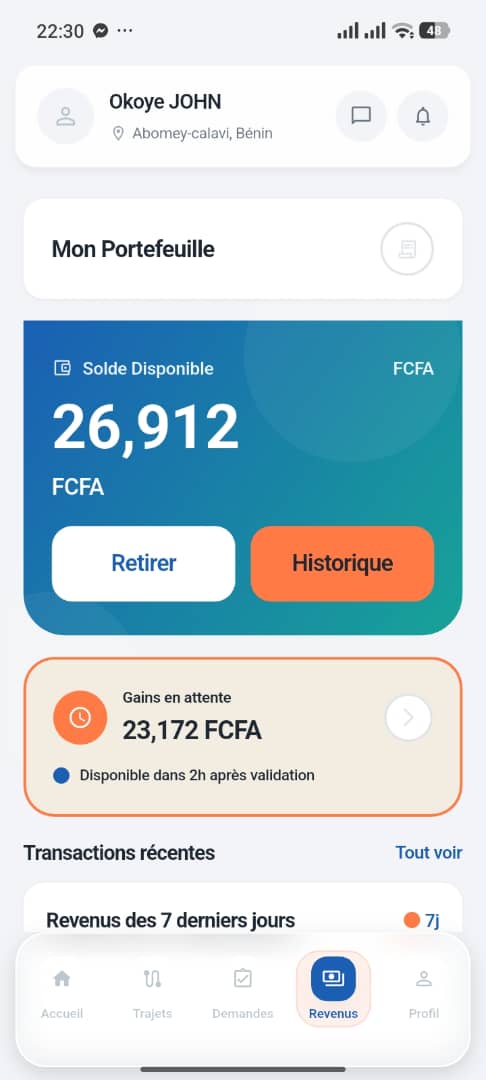 22:30
48
Okoye JOHN
Abomey-calavi, Bénin
Mon Portefeuille
Solde Disponible
FCFA
26,912
FCFA
Retirer
Historique
Gains en attente
23,172 FCFA
Disponible dans 2h après validation
Transactions récentes
Tout voir
Revenus des 7 derniers jours
7j
Accueil
Trajets
Demandes
Revenus
Profil